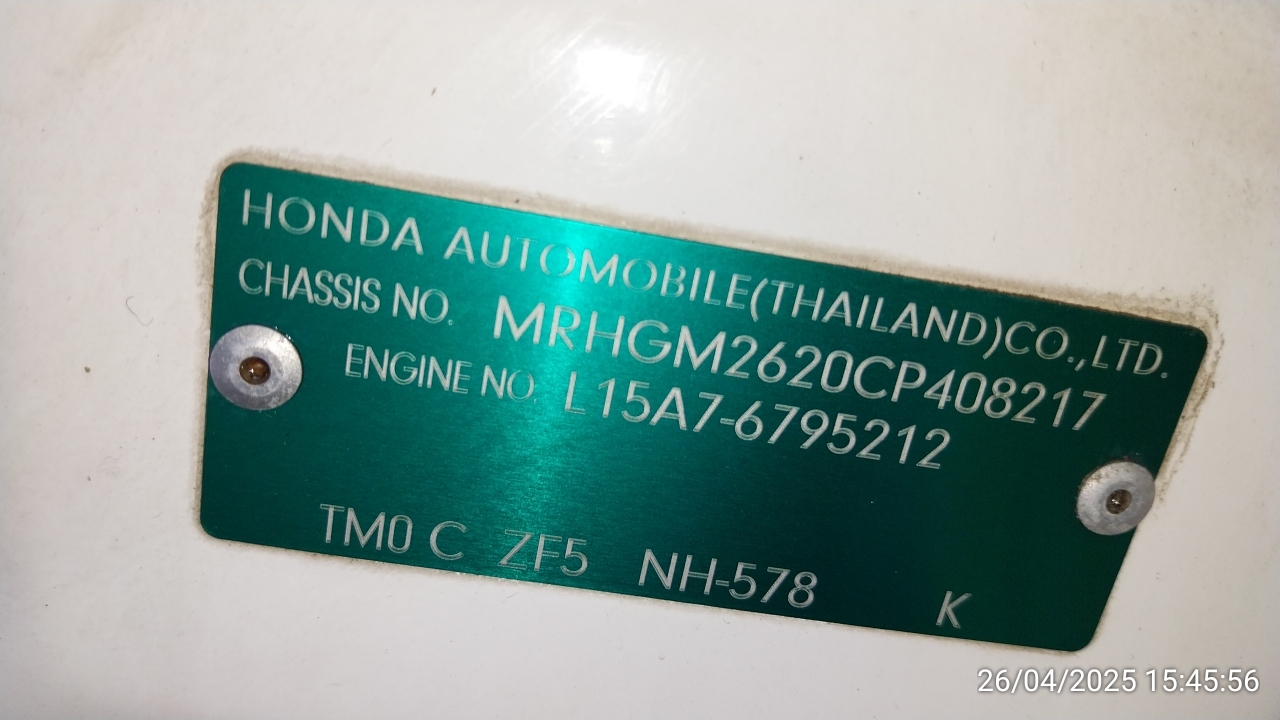 HONDA AUTOMOBILE(THAILAND)CO.,LTD.
CHASSIS NO. MRHGM2620CP408217
ENGINE NO. L15A7-6795212
TM0 C ZF5 NH-578 K
26/04/2025 15:45:56